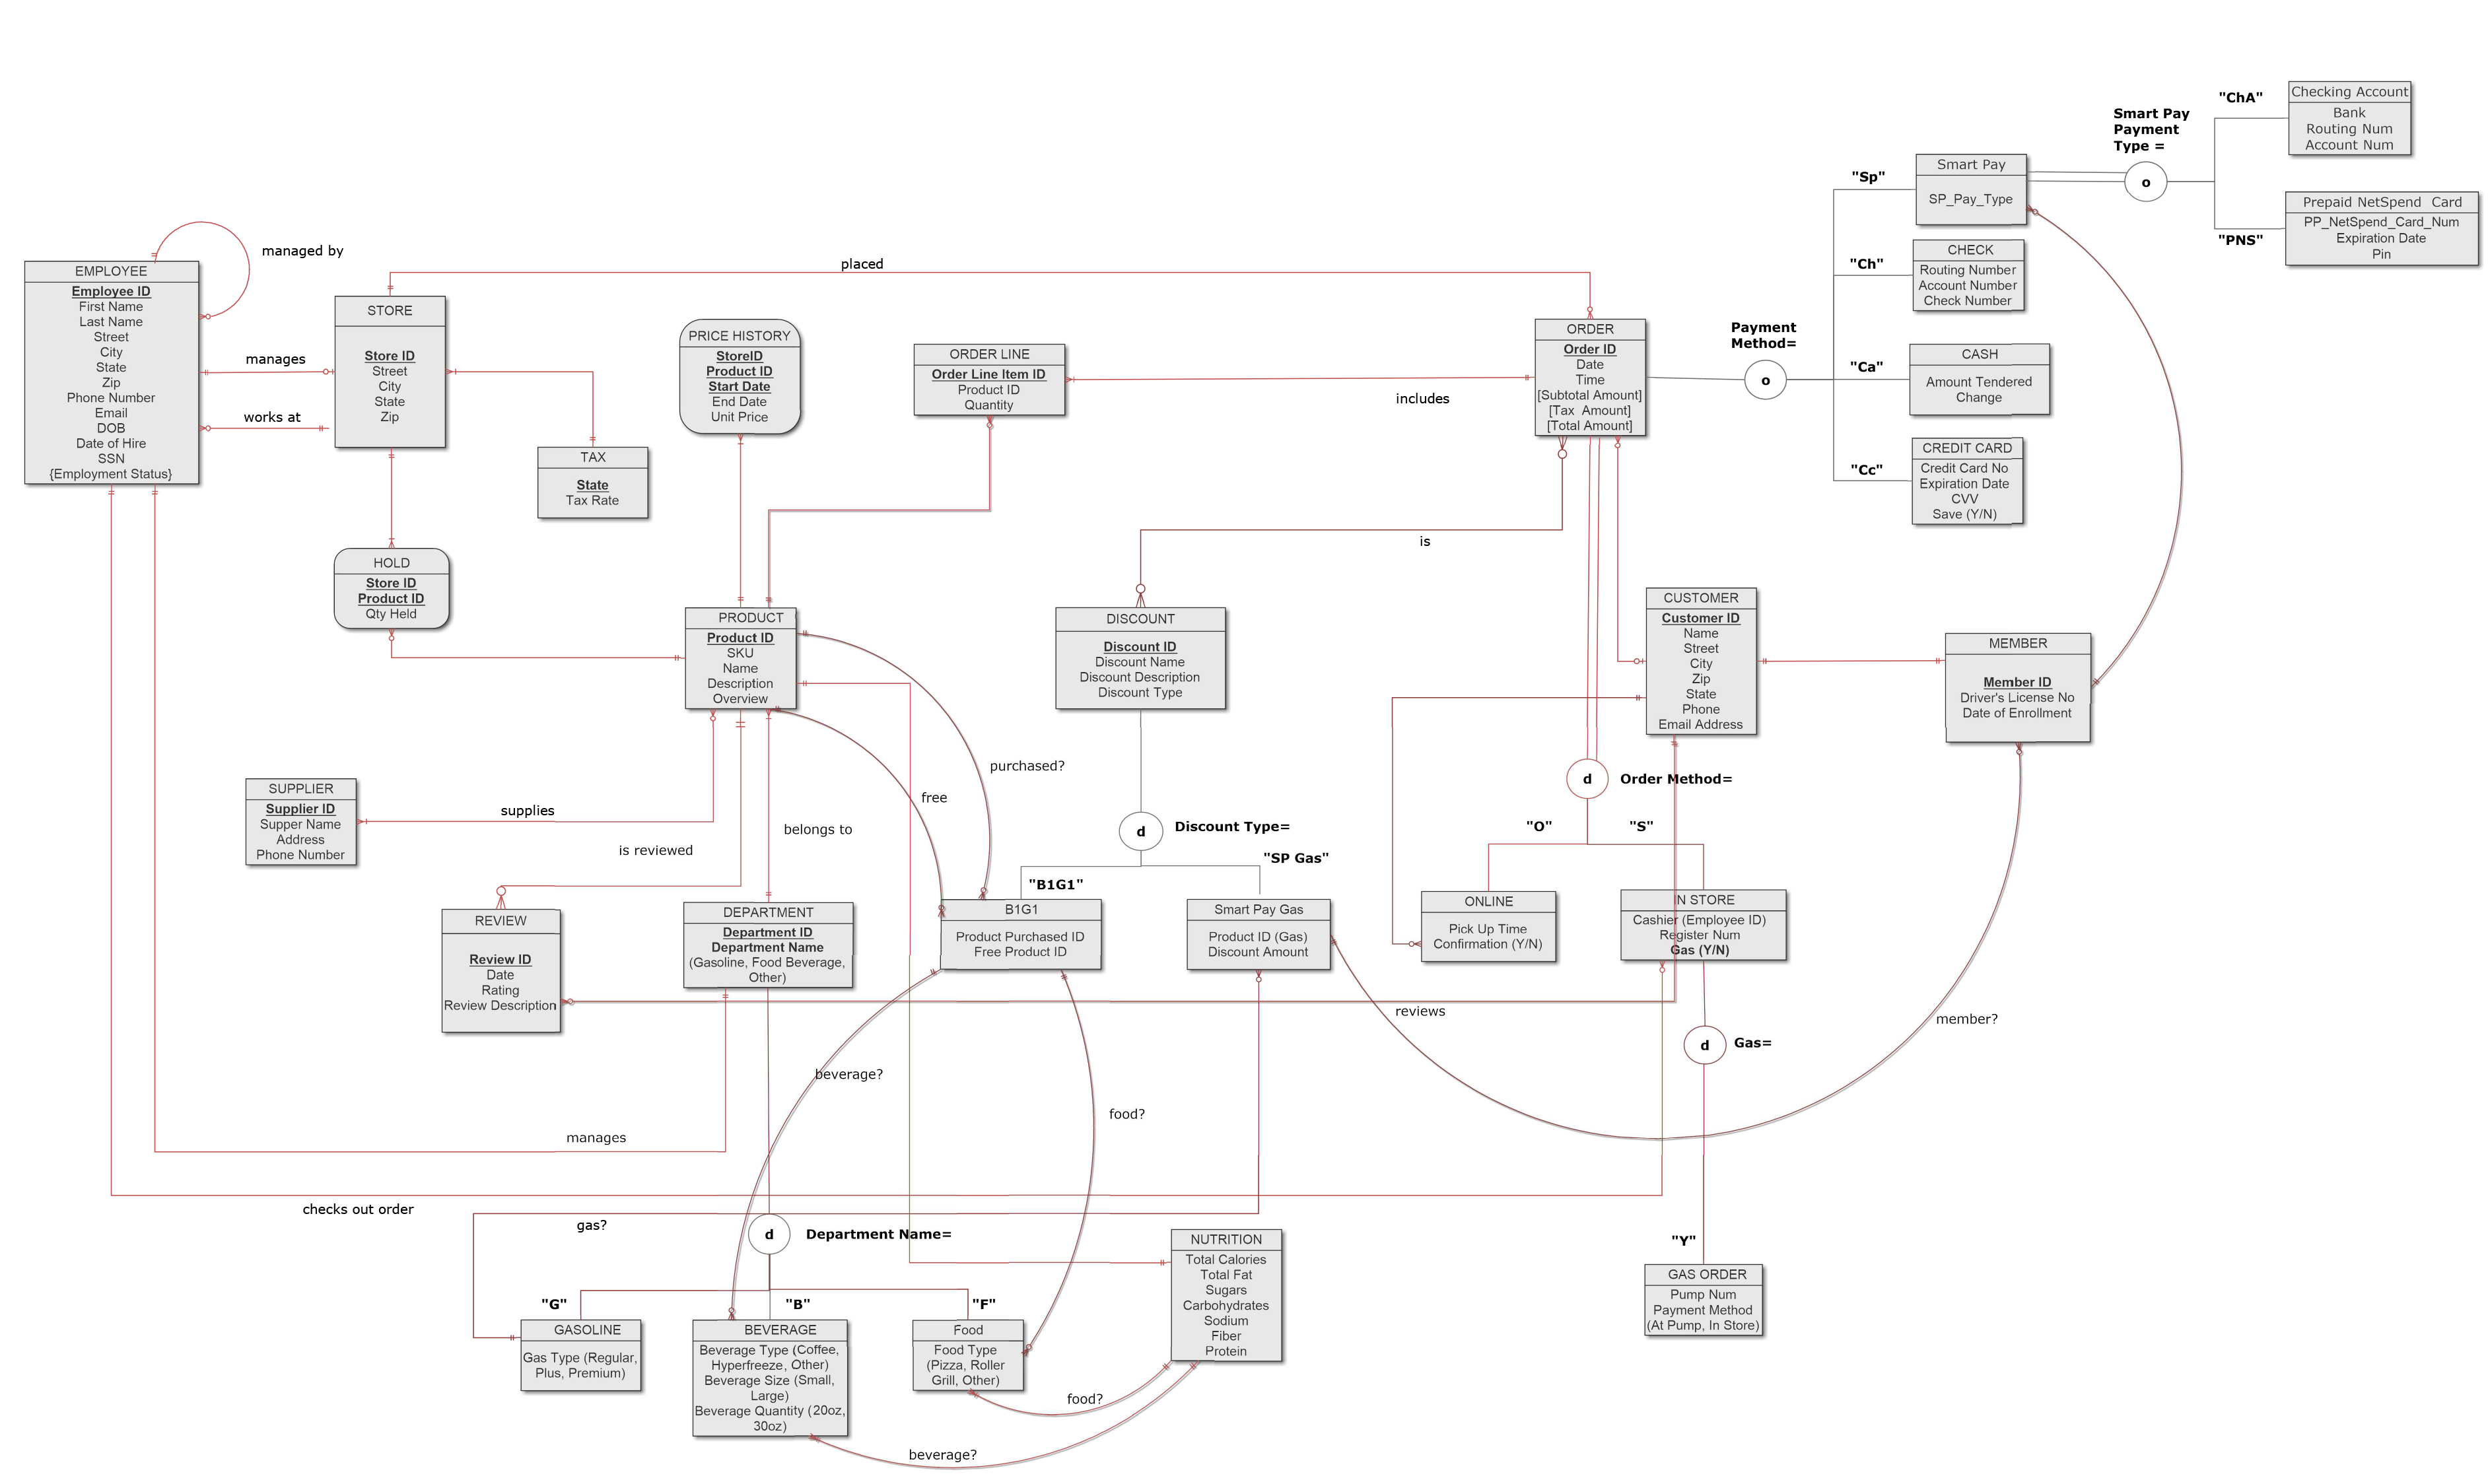 EMPLOYEE
Employee ID
First Name
Last Name
Street
City
State
Zip
Phone Number
Email
DOB
Date of Hire
SSN
{Employment Status}
managed by
manages
works at
STORE
Store ID
Street
City
State
Zip
placed
TAX
State
Tax Rate
HOLD
Store ID
Product ID
Qty Held
PRICE HISTORY
StoreID
Product ID
Start Date
End Date
Unit Price
ORDER LINE
Order Line Item ID
Product ID
Quantity
includes
ORDER
Order ID
Date
Time
[Subtotal Amount]
[Tax  Amount]
[Total Amount]
Payment
Method=
"Sp"
"Ch"
"Ca"
"Cc"
Smart Pay
SP_Pay_Type
CHECK
Routing Number
Account Number
Check Number
CASH
Amount Tendered
Change
CREDIT CARD
Credit Card No
Expiration Date
CVV
Save (Y/N)
o
Smart Pay
Payment
Type =
o
"ChA"
"PNS"
Checking Account
Bank
Routing Num
Account Num
Prepaid NetSpend  Card
PP_NetSpend_Card_Num
Expiration Date
Pin
is
PRODUCT
Product ID
SKU
Name
Description
Overview
DISCOUNT
Discount ID
Discount Name
Discount Description
Discount Type
CUSTOMER
Customer ID
Name
Street
City
Zip
State
Phone
Email Address
MEMBER
Member ID
Driver's License No
Date of Enrollment
SUPPLIER
Supplier ID
Supper Name
Address
Phone Number
supplies
is reviewed
belongs to
free
purchased?
d
Discount Type=
"B1G1"
"SP Gas"
d
Order Method=
"O"
"S"
REVIEW
Review ID
Date
Rating
Review Description
DEPARTMENT
Department ID
Department Name
(Gasoline, Food Beverage,
Other)
B1G1
Product Purchased ID
Free Product ID
Smart Pay Gas
Product ID (Gas)
Discount Amount
ONLINE
Pick Up Time
Confirmation (Y/N)
IN STORE
Cashier (Employee ID)
Register Num
Gas (Y/N)
reviews
member?
d
Gas=
beverage?
food?
manages
checks out order
gas?
d
Department Name=
"G"
"B"
"F"
"Y"
GASOLINE
Gas Type (Regular,
Plus, Premium)
BEVERAGE
Beverage Type (Coffee,
Hyperfreeze, Other)
Beverage Size (Small,
Large)
Beverage Quantity (20oz,
30oz)
Food
Food Type
(Pizza, Roller
Grill, Other)
NUTRITION
Total Calories
Total Fat
Sugars
Carbohydrates
Sodium
Fiber
Protein
GAS ORDER
Pump Num
Payment Method
(At Pump, In Store)
food?
beverage?